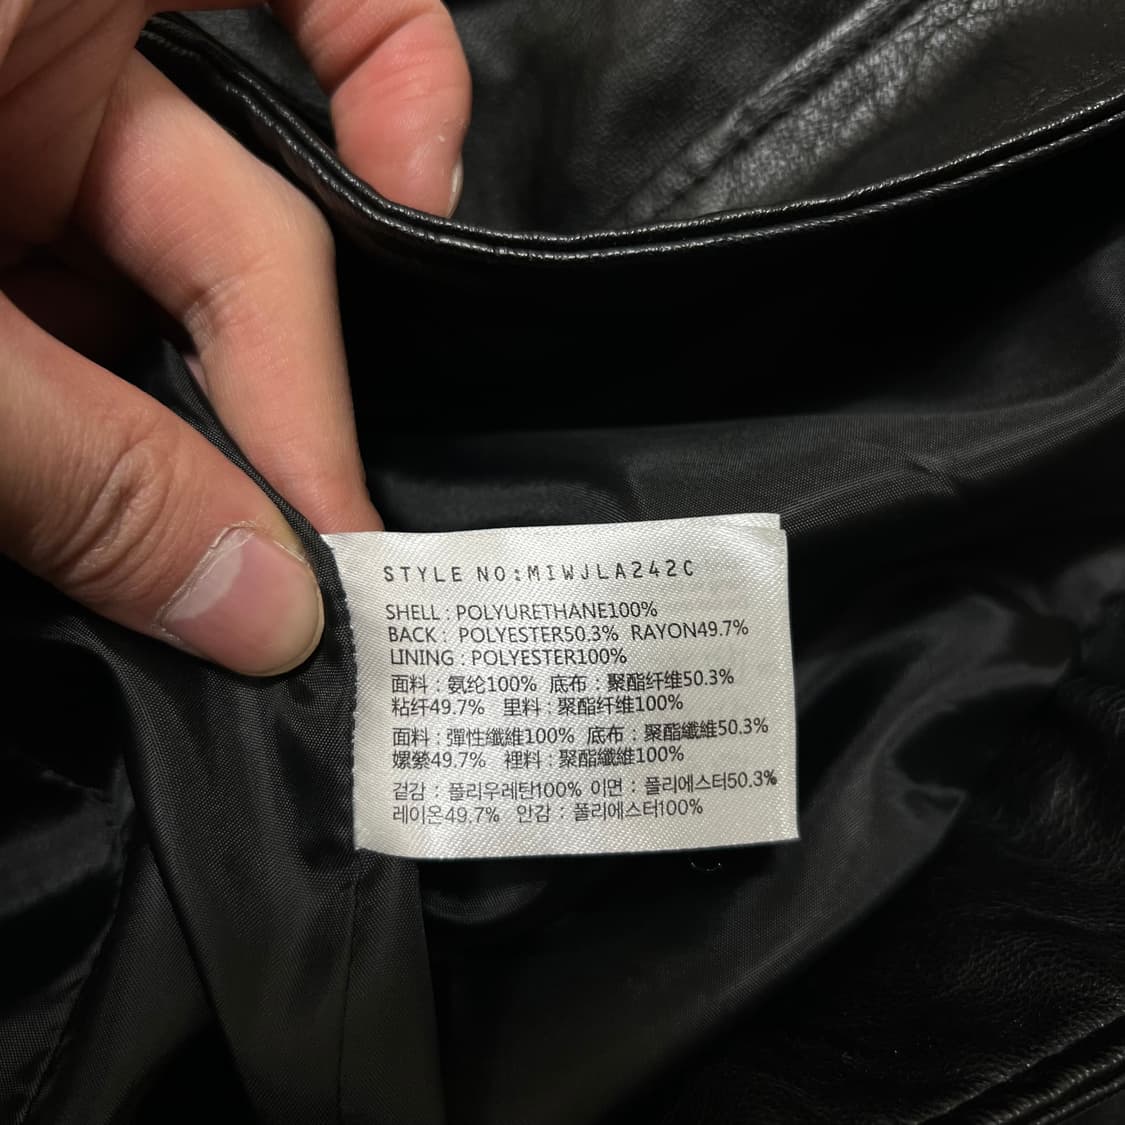 STYLE NO:MIWJLA242C
SHELL : POLYURETHANE100%
BACK : POLYESTER50.3% RAYON49.7%
LINING : POLYESTER100%
面料 : 氨纶100% 底布 : 聚酯纤维50.3%
粘纤49.7% 里料 : 聚酯纤维100%
面料 : 彈性纖維100% 底布 : 聚酯纖維50.3%
嫘縈49.7% 裡料 : 聚酯纖維100%
겉감 : 폴리우레탄100% 이면 : 폴리에스터50.3%
레이온49.7% 안감 : 폴리에스터100%